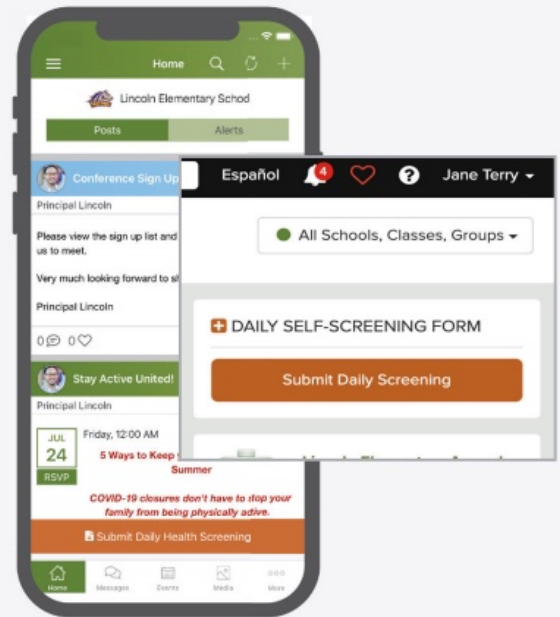 Home
Lincoln Elementary Schod
Posts
Alerts
Conference Sign Up
Principal Lincoln
Please view the sign up list and
us to meet.
Very much looking forward to
Principal Lincoln
0
0
Stay Active United!
Principal Lincoln
JUL
24
RSVP
Friday, 12:00 AM
5 Ways to Keep
Summer
COVID-19 closures don't have to stop your
family from being physically adive.
Submit Daily Health Screening
Home
Messages
Events
Media
More
Español
4
?
Jane Terry
All Schools, Classes, Groups
DAILY SELF-SCREENING FORM
Submit Daily Screening